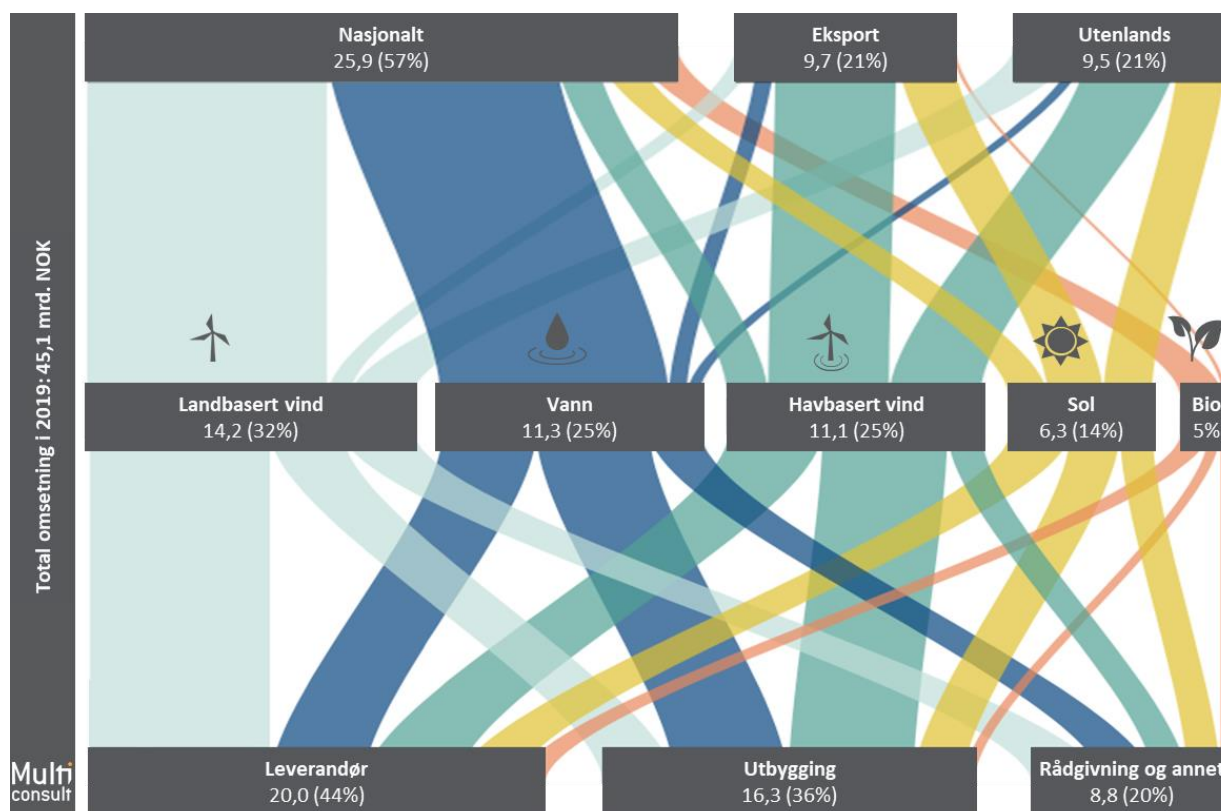 Total omsetning i 2019: 45,1 mrd. NOK
Nasjonalt
25,9 (57%)
Eksport
9,7 (21%)
Utenlands
9,5 (21%)
Landbasert vind
14,2 (32%)
Vann
11,3 (25%)
Havbasert vind
11,1 (25%)
Sol
6,3 (14%)
Bio
5%
Leverandør
20,0 (44%)
Utbygging
16,3 (36%)
Rådgivning og annet
8,8 (20%)
Multi
consult